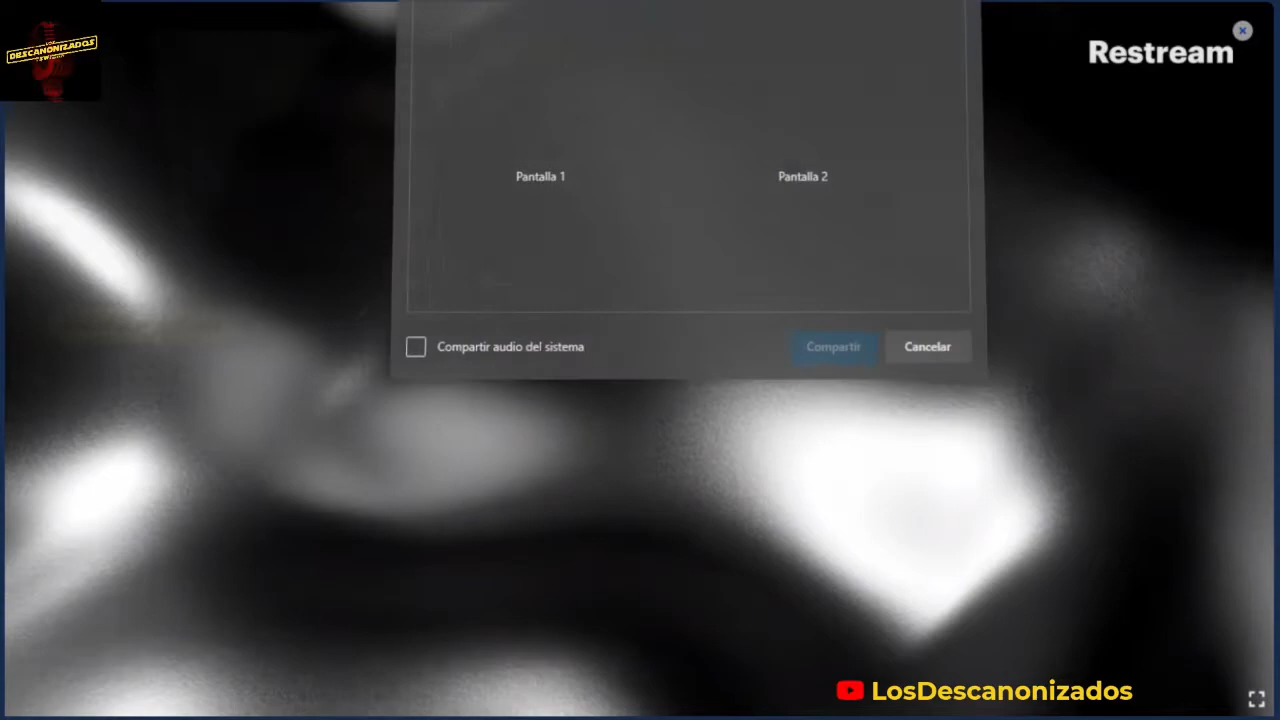 DESCANONIZADOS
Restream
Pantalla 1
Pantalla 2
Compartir audio del sistema
Compartir
Cancelar
LosDescanonizados